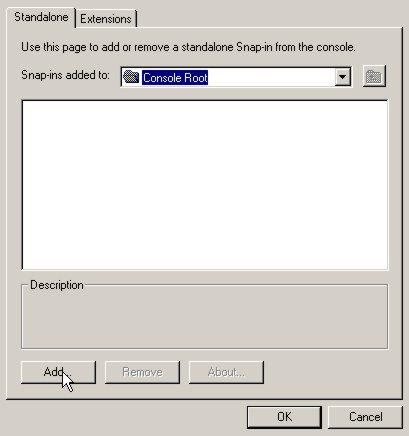 Standalone Extensions
Use this page to add or remove a standalone Snap-in from the console.
Snap-ins added to: Console Root
Description
Add... Remove About...
OK Cancel